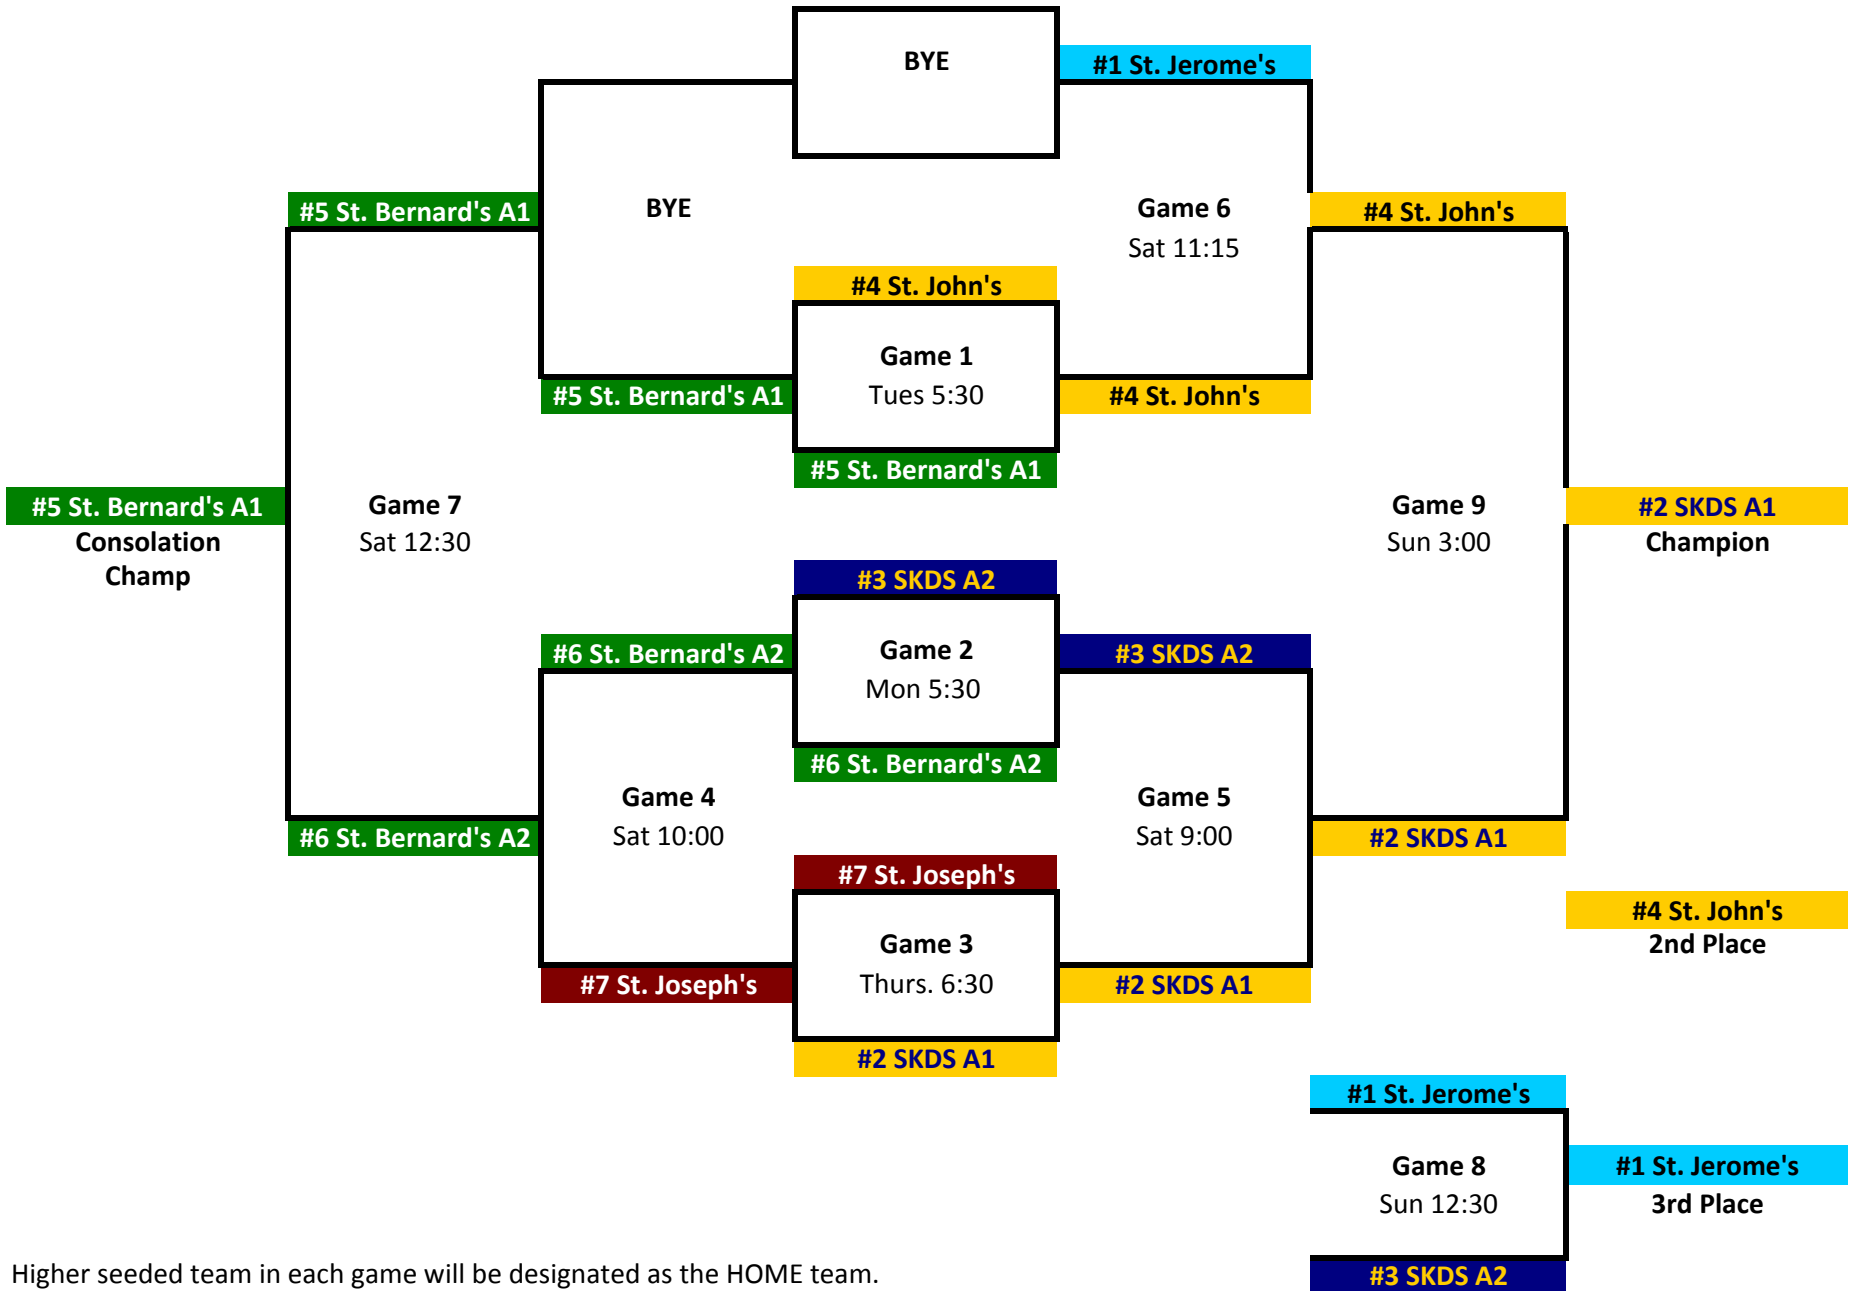 BYE
#1 St. Jerome's
#5 St. Bernard's A1
BYE
Game 6
#4 St. John's
Sat 11:15
#4 St. John's
Game 1
Tues 5:30
#5 St. Bernard's A1
#4 St. John's
#5 St. Bernard's A1
#5 St. Bernard's A1
Consolation
Champ
Game 7
Sat 12:30
Game 9
Sun 3:00
#2 SKDS A1
Champion
#3 SKDS A2
#6 St. Bernard's A2
Game 2
Mon 5:30
#3 SKDS A2
#6 St. Bernard's A2
Game 4
Sat 10:00
Game 5
Sat 9:00
#6 St. Bernard's A2
#2 SKDS A1
#7 St. Joseph's
#4 St. John's
2nd Place
Game 3
Thurs. 6:30
#7 St. Joseph's
#2 SKDS A1
#2 SKDS A1
#1 St. Jerome's
Game 8
Sun 12:30
#1 St. Jerome's
3rd Place
#3 SKDS A2
Higher seeded team in each game will be designated as the HOME team.